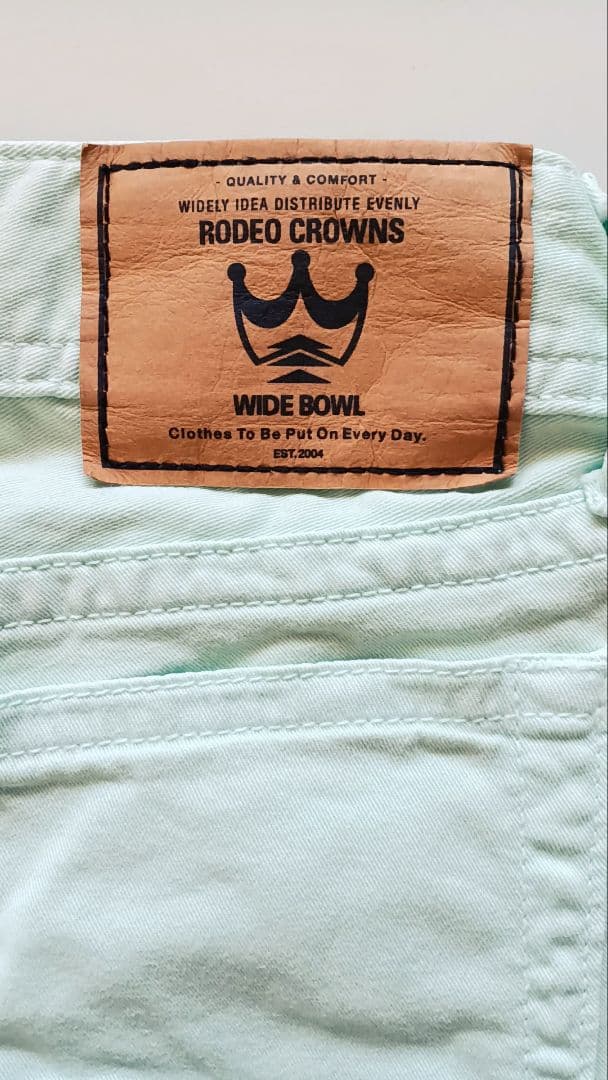 - QUALITY & COMFORT -
WIDELY IDEA DISTRIBUTE EVENLY
RODEO CROWNS
WIDE BOWL
Clothes To Be Put On Every Day.
EST. 2004